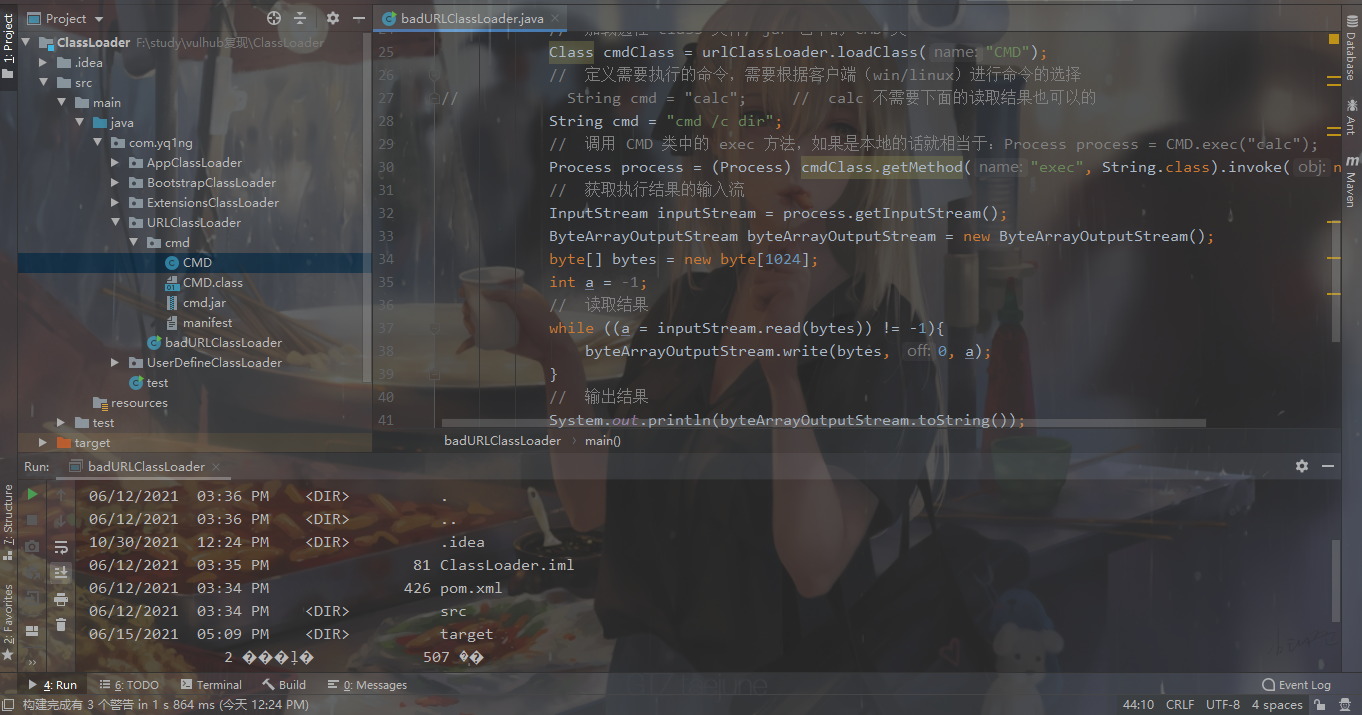 Project
badURLClassLoader.java
1: Project
ClassLoader F:\study\vulhub复现\ClassLoader
.idea
src
main
java
com.yq1ng
AppClassLoader
BootstrapClassLoader
ExtensionsClassLoader
URLClassLoader
cmd
CMD
CMD.class
cmd.jar
manifest
badURLClassLoader
UserDefineClassLoader
test
resources
test
target
25 Class cmdClass = urlClassLoader.loadClass( name: "CMD");
26 // 定义需要执行的命令，需要根据客户端（win/linux）进行命令的选择
27 // String cmd = "calc"; // calc 不需要下面的读取结果也可以的
28 String cmd = "cmd /c dir";
29 // 调用 CMD 类中的 exec 方法，如果是本地的话就相当于：Process process = CMD.exec("calc");
30 Process process = (Process) cmdClass.getMethod( name: "exec", String.class).invoke( obj: n
31 // 获取执行结果的输入流
32 InputStream inputStream = process.getInputStream();
33 ByteArrayOutputStream byteArrayOutputStream = new ByteArrayOutputStream();
34 byte[] bytes = new byte[1024];
35 int a = -1;
36 // 读取结果
37 while ((a = inputStream.read(bytes)) != -1){
38 byteArrayOutputStream.write(bytes, off: 0, a);
39 }
40 // 输出结果
41 System.out.println(byteArrayOutputStream.toString());
badURLClassLoader > main()
Database
Ant
Maven
Run: badURLClassLoader
06/12/2021 03:36 PM <DIR> .
06/12/2021 03:36 PM <DIR> ..
10/30/2021 12:24 PM <DIR> .idea
06/12/2021 03:35 PM 81 ClassLoader.iml
06/12/2021 03:34 PM 426 pom.xml
06/12/2021 03:34 PM <DIR> src
06/15/2021 05:09 PM <DIR> target
2 ���ļ� 507 ��
7: Structure
2: Favorites
4: Run
6: TODO
Terminal
Build
0: Messages
Event Log
构建完成有 3 个警告 in 1 s 864 ms (今天 12:24 PM)
44:10 CRLF UTF-8 4 spaces